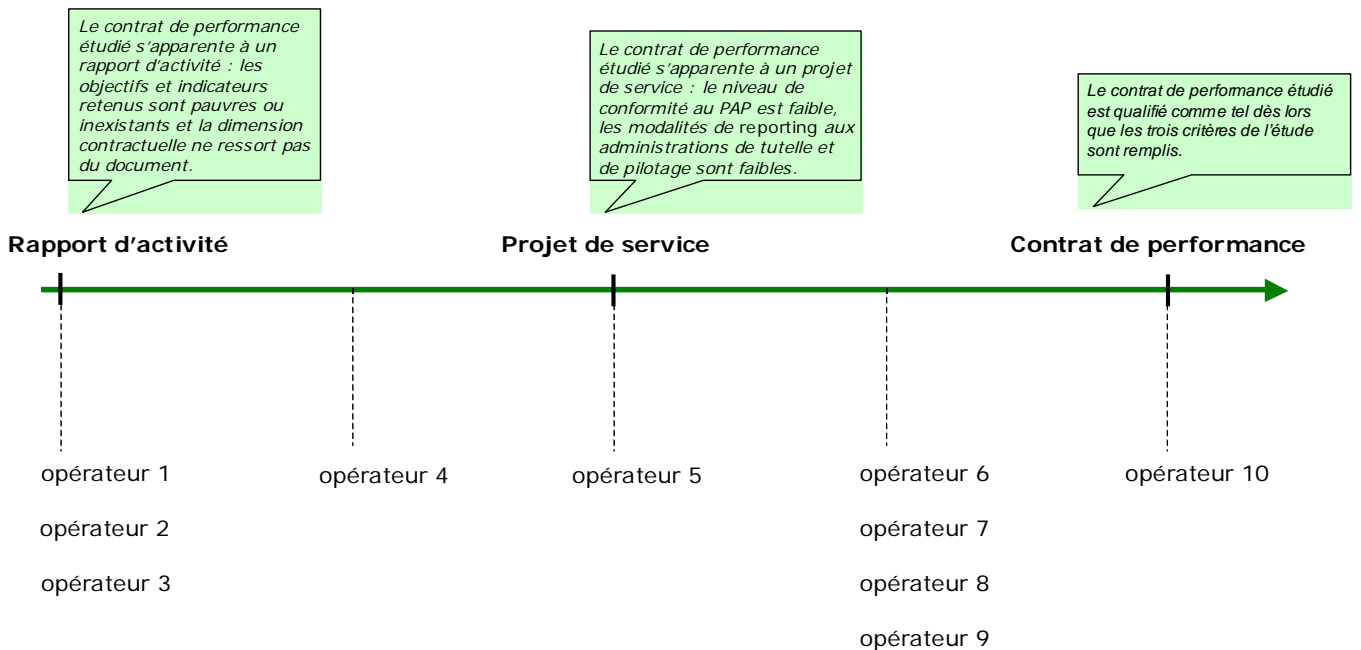 Le contrat de performance
étudié s'apparente à un
rapport d'activité : les
objectifs et indicateurs
retenus sont pauvres ou
inexistants et la dimension
contractuelle ne ressort pas
du document.
Le contrat de performance
étudié s'apparente à un projet
de service : le niveau de
conformité au PAP est faible,
les modalités de reporting aux
administrations de tutelle et
de pilotage sont faibles.
Le contrat de performance étudié
est qualifié comme tel dès lors
que les trois critères de l'étude
sont remplis.
Rapport d'activité
Projet de service
Contrat de performance
opérateur 1
opérateur 4
opérateur 5
opérateur 6
opérateur 10
opérateur 2
opérateur 7
opérateur 3
opérateur 8
opérateur 9